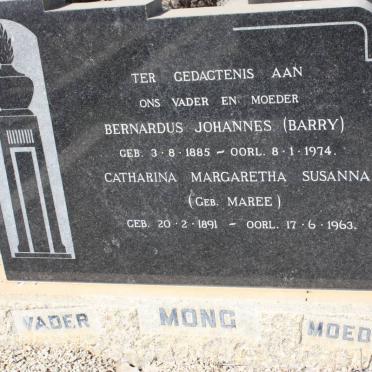 TER GEDACTENIS AAN
ONS VADER EN MOEDER
BERNARDUS JOHANNES (BARRY)
GEB. 3·8·1885 – OORL. 8·1·1974.
CATHARINA MARGARETHA SUSANNA
(GEB. MAREE)
GEB. 20·2·1891 – OORL. 17·6·1963.
VADER MONG MOED